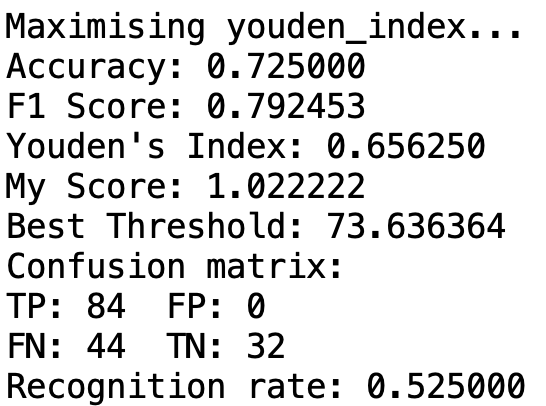 Maximising youden_index...
Accuracy: 0.725000
F1 Score: 0.792453
Youden's Index: 0.656250
My Score: 1.022222
Best Threshold: 73.636364
Confusion matrix:
TP: 84  FP: 0
FN: 44  TN: 32
Recognition rate: 0.525000